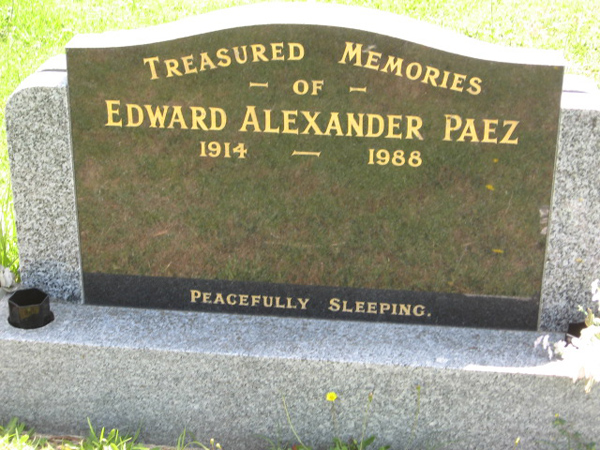 Treasured Memories
– of –
Edward Alexander Paez
1914 – 1988
Peacefully Sleeping.